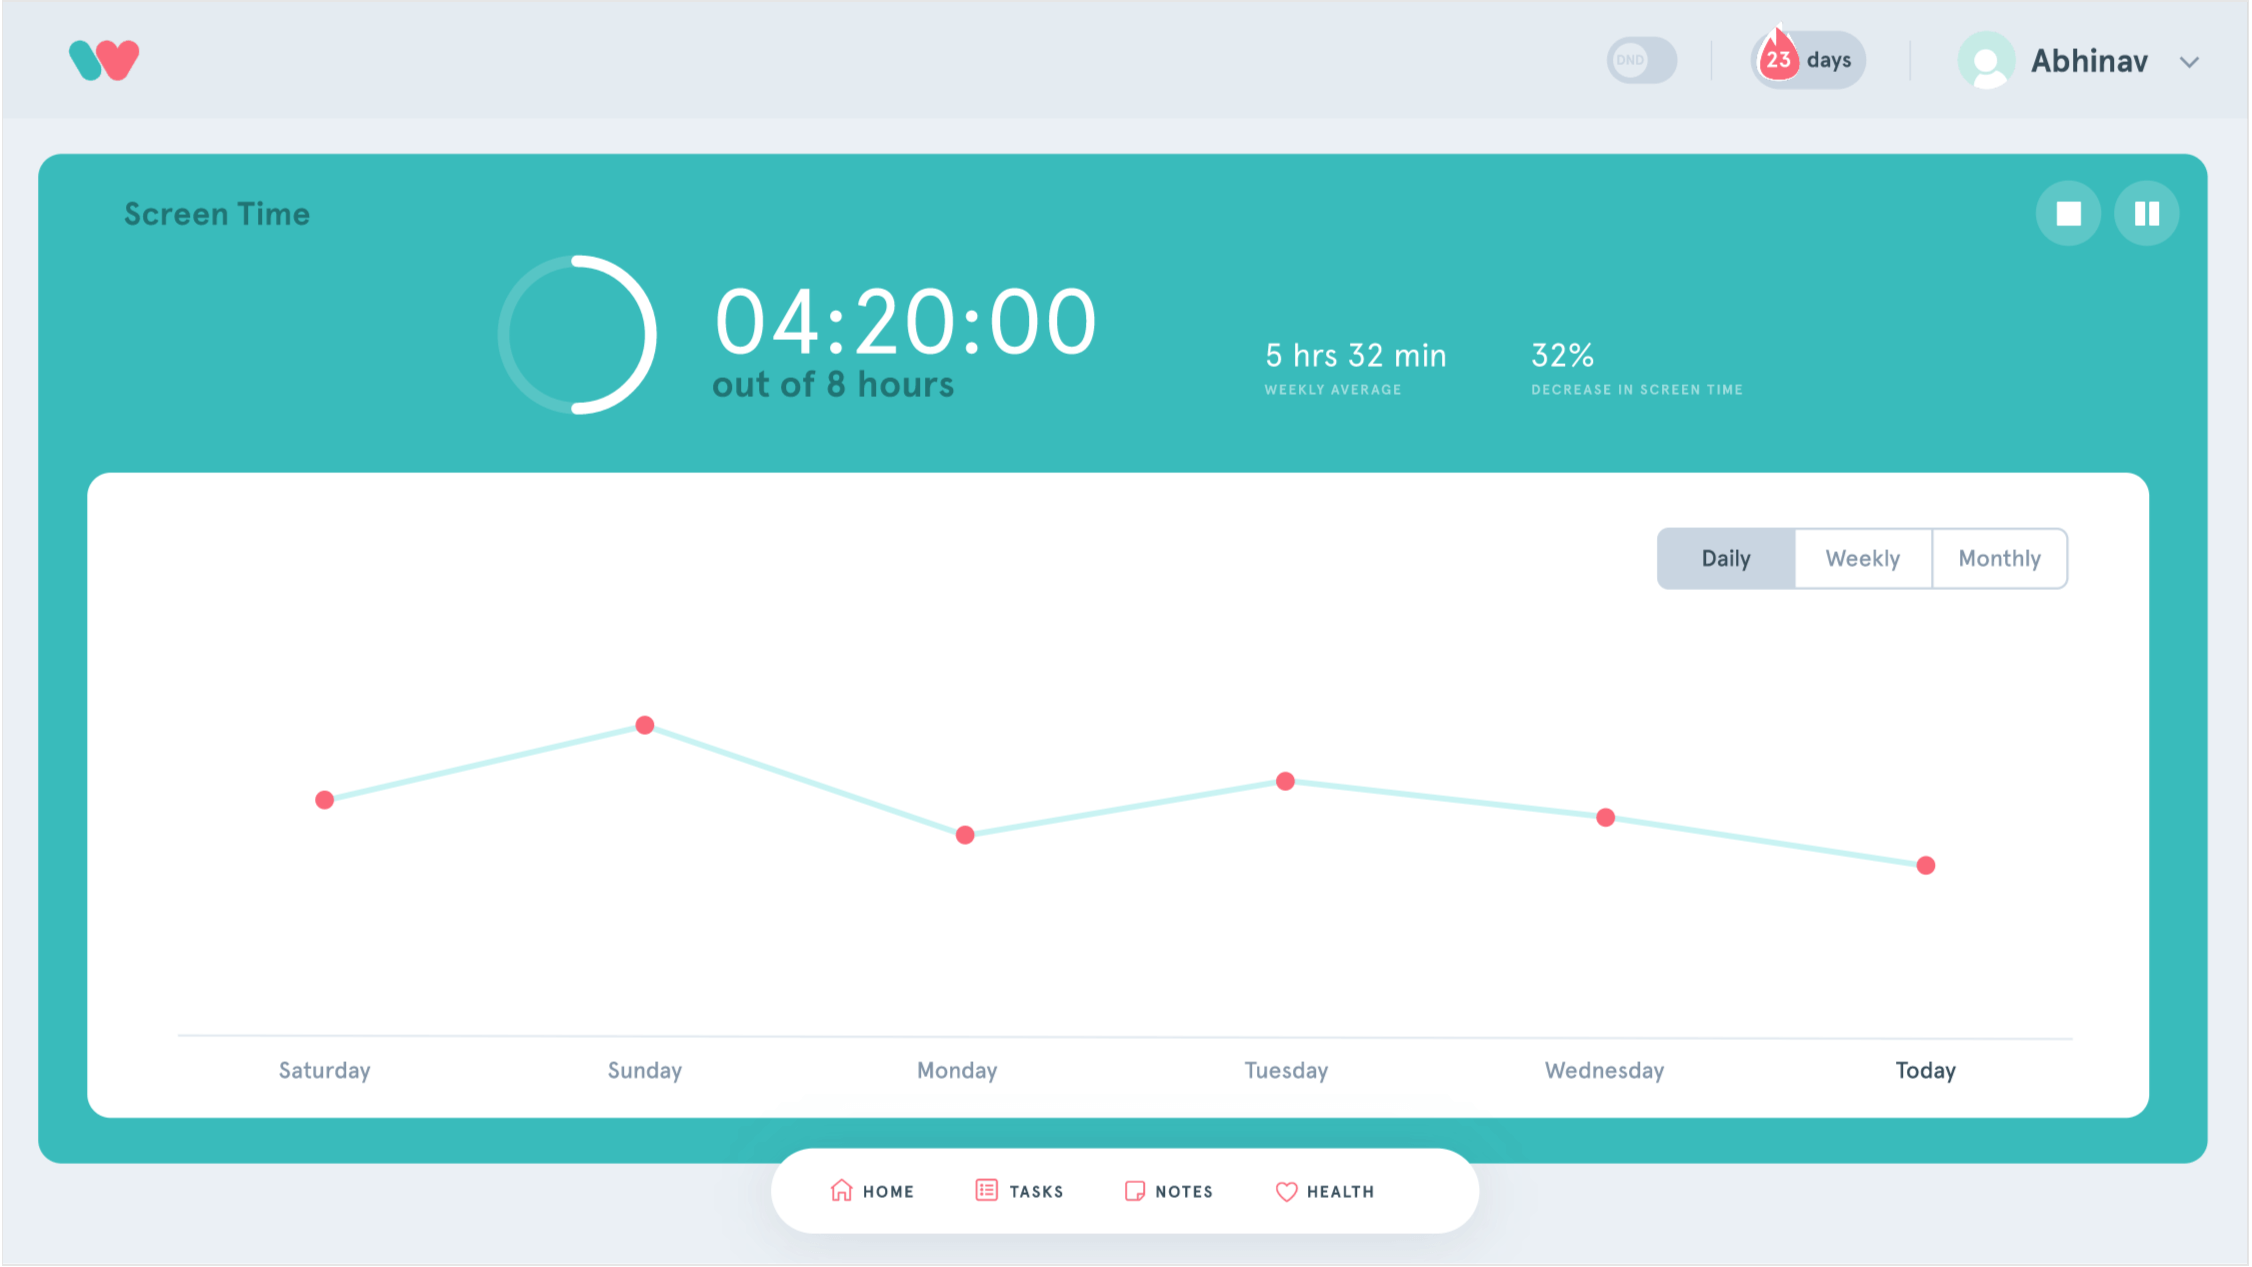 DND
23 days
Abhinav
Screen Time
04:20:00
out of 8 hours
5 hrs 32 min
WEEKLY AVERAGE
32%
DECREASE IN SCREEN TIME
Daily
Weekly
Monthly
Saturday
Sunday
Monday
Tuesday
Wednesday
Today
HOME
TASKS
NOTES
HEALTH